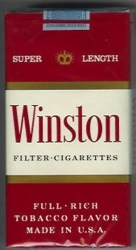 SUPER LENGTH
Winston
FILTER-CIGARETTES
FULL·RICH
TOBACCO FLAVOR
MADE IN U.S.A.